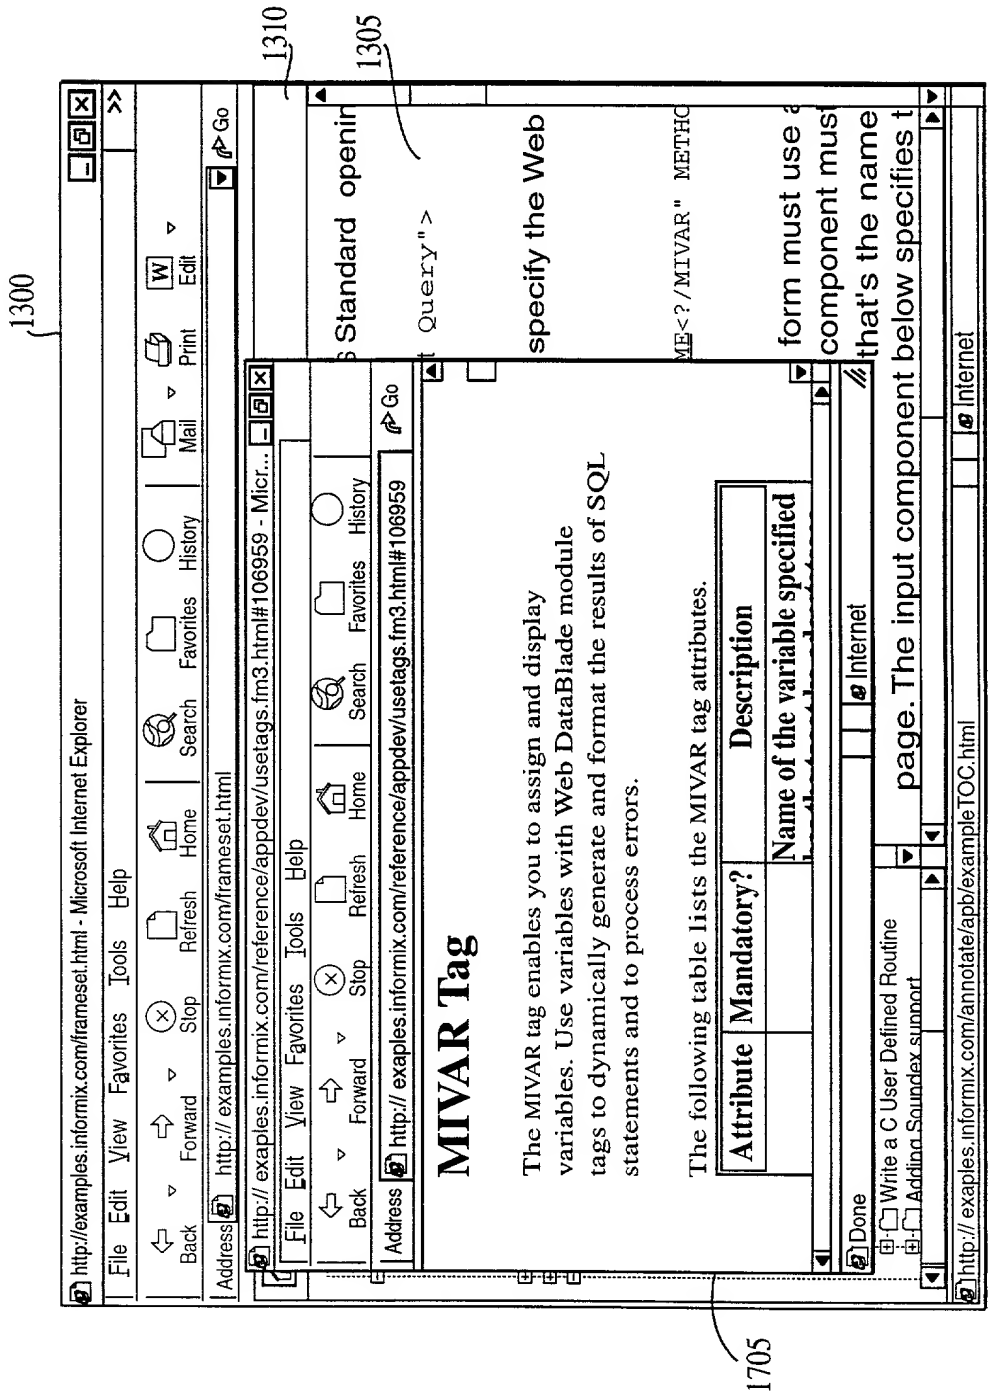 1300
http://examples.informix.com/frameset.html - Microsoft Internet Explorer
File Edit View Favorites Tools Help
>>
Back Forward Stop Refresh Home Search Favorites History Mail Print Edit
Address http:// examples.informix.com/frameset.html Go
1310
1305
http:// exaples.informix.com/reference/appdev/usetags.fm3.html#106959 - Micr...
File Edit View Favorites Tools Help
Back Forward Stop Refresh Home Search Favorites History
Address http:// exaples.informix.com/reference/appdev/usetags.fm3.html#106959 Go
MIVAR Tag
The MIVAR tag enables you to assign and display
variables. Use variables with Web DataBlade module
tags to dynamically generate and format the results of SQL
statements and to process errors.
The following table lists the MIVAR tag attributes.
Attribute Mandatory? Description
Name of the variable specified
Done Internet
s Standard openin
Query">
specify the Web
ME<?/MIVAR" METHO
form must use a
component must
that's the name
page. The input component below specifies t
Write a C User Defined Routine
Adding Soundex support
http:// exaples.informix.com/annotate/apb/exampleTOC.html Internet
1705